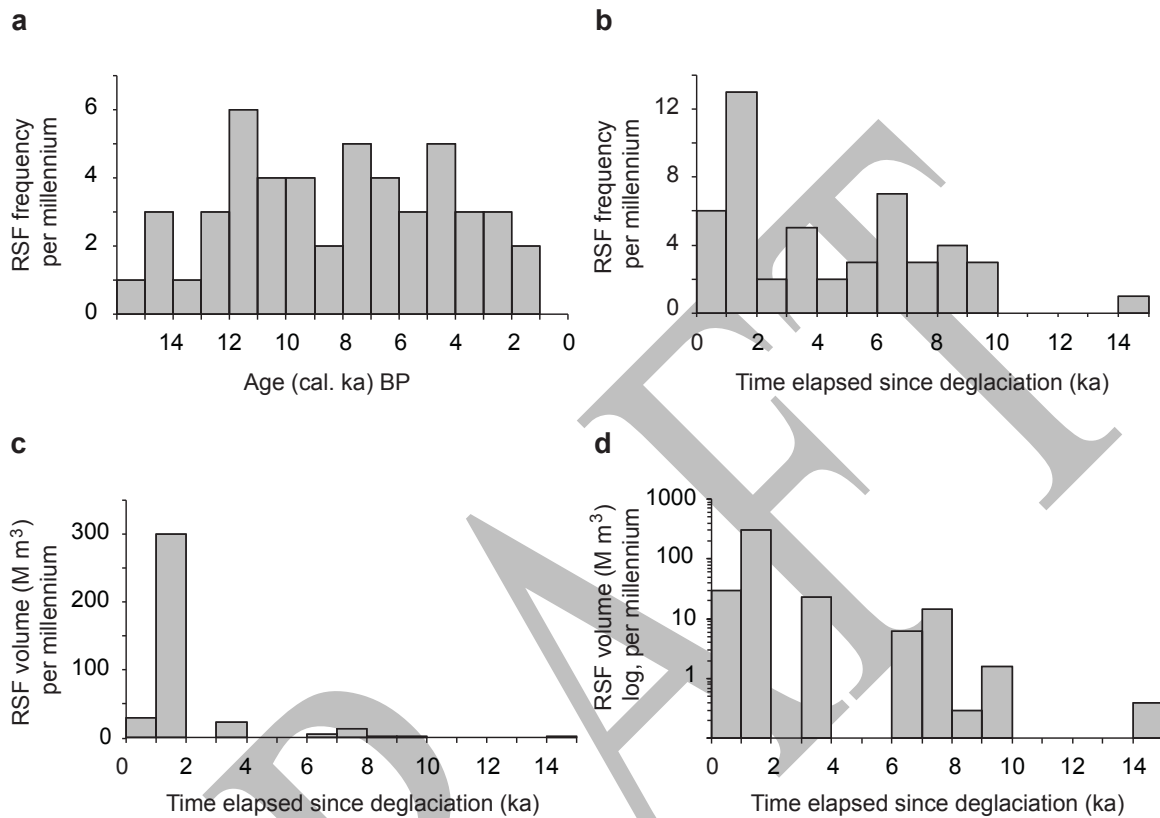 a
RSF frequency
per millennium
6
4
2
0
14 12 10 8 6 4 2 0
Age (cal. ka) BP
b
RSF frequency
per millennium
12
8
4
0
0 2 4 6 8 10 12 14
Time elapsed since deglaciation (ka)
c
RSF volume (M m³)
per millennium
300
200
100
0
0 2 4 6 8 10 12 14
Time elapsed since deglaciation (ka)
d
RSF volume (M m³)
log, per millennium
1000
100
10
1
0 2 4 6 8 10 12 14
Time elapsed since deglaciation (ka)
DRAFT